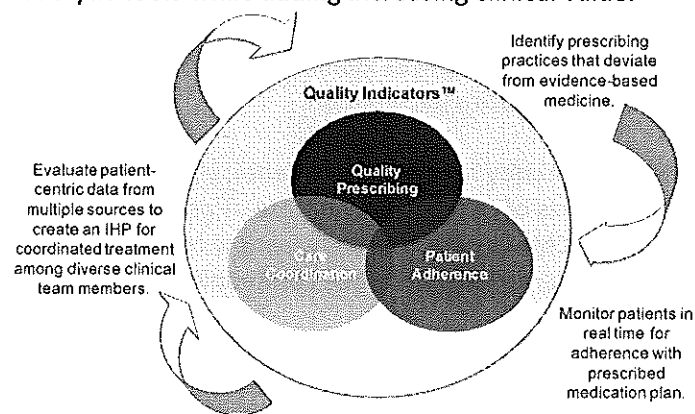 Identify prescribing
practices that deviate
from evidence-based
medicine.
Quality Indicators™
Quality
Prescribing
Evaluate patient-
centric data from
multiple sources to
create an IHP for
coordinated treatment
among diverse clinical
team members.
Care
Coordination
Patient
Adherence
Monitor patients in
real time for
adherence with
prescribed
medication plan.